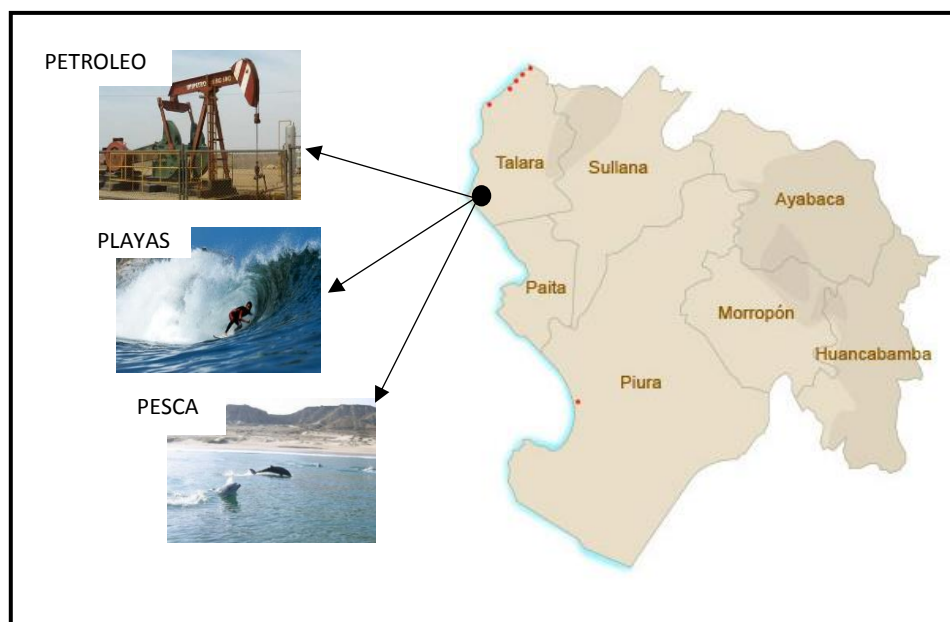 PETROLEO
PLAYAS
PESCA
Talara
Sullana
Ayabaca
Paita
Morropón
Huancabamba
Piura